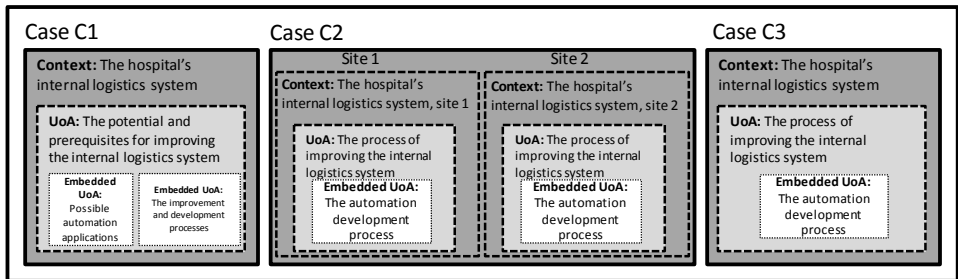 Case C1
Context: The hospital's
internal logistics system
UoA: The potential and
prerequisites for improving
the internal logistics system
Embedded
UoA:
Possible
automation
applications
Embedded UoA:
The improvement
and development
processes
Case C2
Site 1
Context: The hospital's
internal logistics system, site 1
UoA: The process of
improving the internal
logistics system
Embedded UoA:
The automation
development
process
Site 2
Context: The hospital's
internal logistics system, site 2
UoA: The process of
improving the internal
logistics system
Embedded UoA:
The automation
development
process
Case C3
Context: The hospital's
internal logistics system
UoA: The process of
improving the internal
logistics system
Embedded UoA:
The automation
development
process